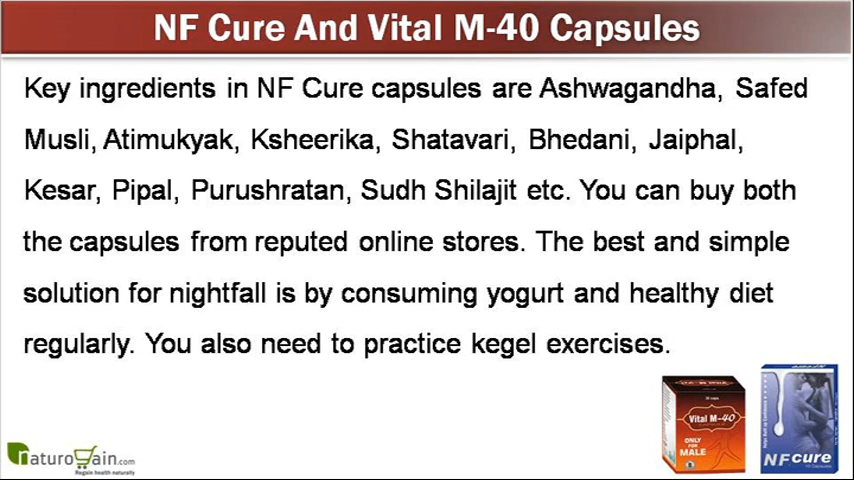 NF Cure And Vital M-40 Capsules
Key ingredients in NF Cure capsules are Ashwagandha, Safed
Musli, Atimukyak, Ksheerika, Shatavari, Bhedani, Jaiphal,
Kesar, Pipal, Purushratan, Sudh Shilajit etc. You can buy both
the capsules from reputed online stores. The best and simple
solution for nightfall is by consuming yogurt and healthy diet
regularly. You also need to practice kegel exercises.
Vital M-40
ONLY
FOR
MALE
NF cure
naturogain.com
Regain health naturally